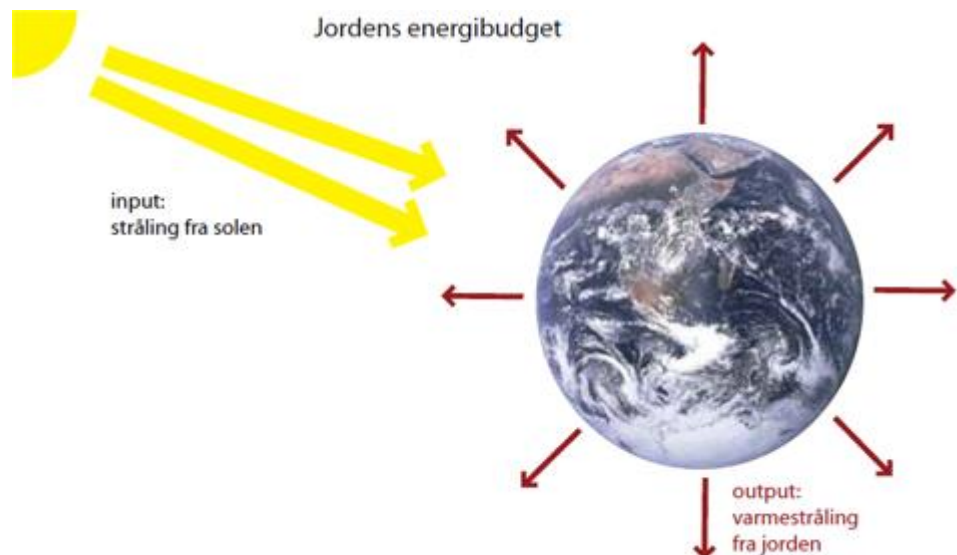 Jordens energibudget
input:
stråling fra solen
output:
varmestråling
fra jorden